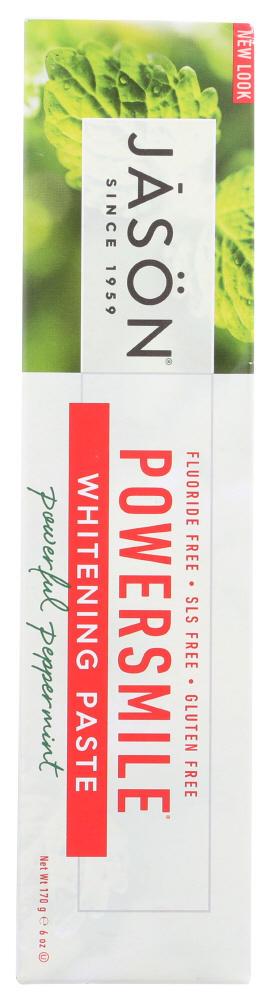 NEW LOOK
JĀSÖN®
SINCE 1959
FLUORIDE FREE • SLS FREE • GLUTEN FREE
POWERSMILE®
WHITENING PASTE
powerful peppermint
Net Wt 170 g ℮ 6 oz Ⓤ